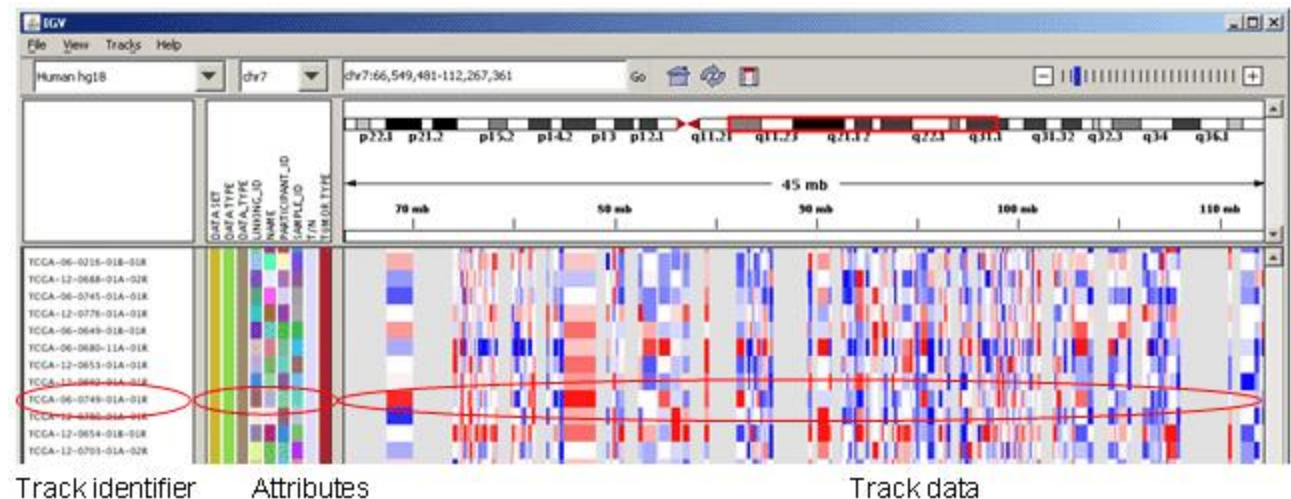 IGV
File View Tracks Help
Human hg18 chr7 chr7:66,549,481-112,267,361 Go
p22.1 p21.2 p15.2 p14.2 p13 p12.1 q11.21 q11.23 q21.12 q22.1 q31.1 q31.32 q32.3 q34 q36.1
DATA SET
DATA TYPE
DATA_TYPE
LINKING_ID
NAME
PARTICIPANT_ID
SAMPLE_ID
T/N
TUMOR TYPE
45 mb
70 mb 80 mb 90 mb 100 mb 110 mb
TCGA-06-0216-01B-01R
TCGA-12-0688-01A-02R
TCGA-06-0745-01A-01R
TCGA-12-0776-01A-01R
TCGA-06-0649-01B-01R
TCGA-06-0680-11A-01R
TCGA-12-0653-01A-01R
TCGA-12-0692-01A-01R
TCGA-06-0749-01A-01R
TCGA-12-0654-01B-01R
TCGA-12-0703-01A-02R
Track identifier Attributes Track data